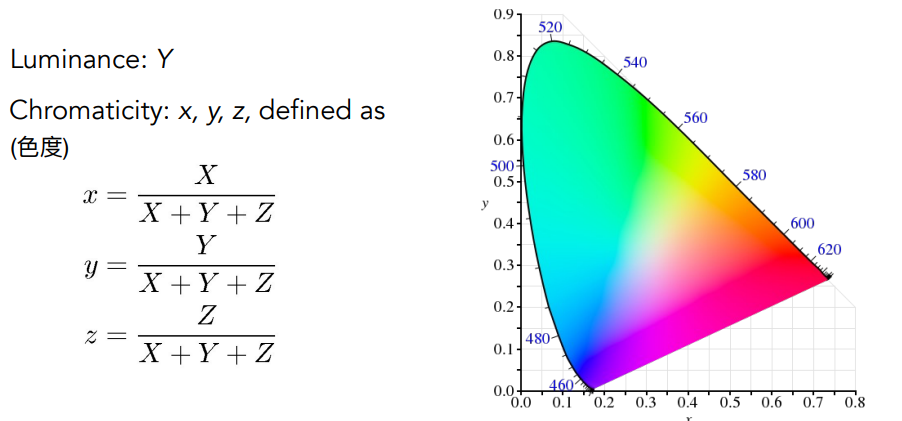 Luminance: Y
Chromaticity: x, y, z, defined as
(色度)
x = X / (X + Y + Z)
y = Y / (X + Y + Z)
z = Z / (X + Y + Z)
0.9
520
0.8
540
0.7
560
0.6
500
580
0.5
y
0.4
600
620
0.3
0.2
480
0.1
460
0.0
0.0 0.1 0.2 0.3 0.4 0.5 0.6 0.7 0.8
x